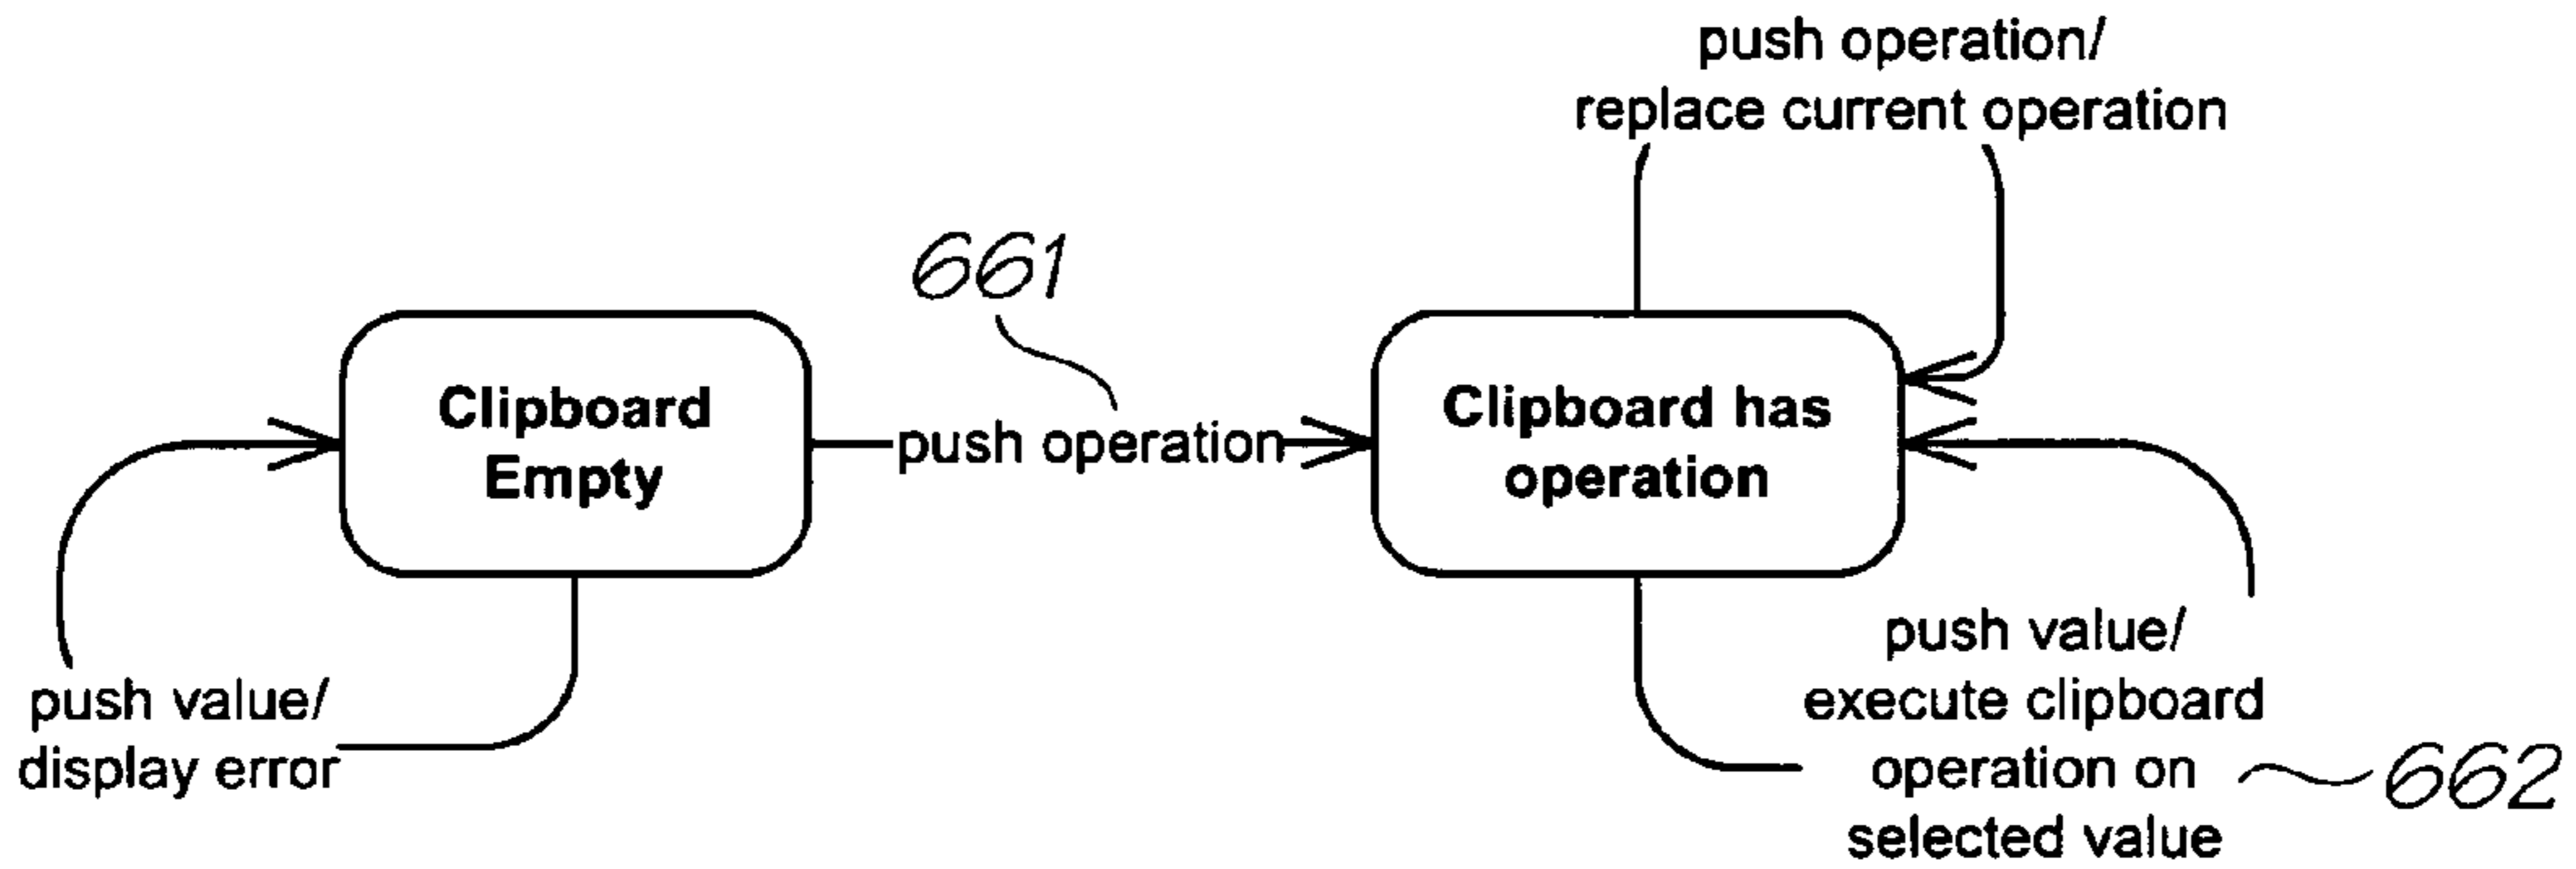 push operation/
replace current operation
661
Clipboard
Empty
push operation
Clipboard has
operation
push value/
display error
push value/
execute clipboard
operation on
selected value
662